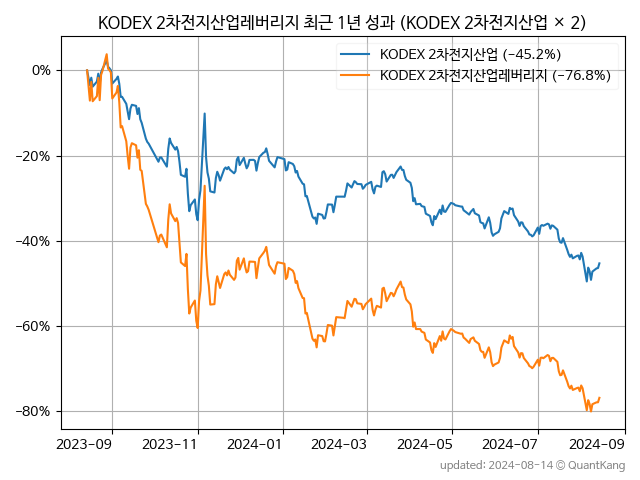 KODEX 2차전지산업레버리지 최근 1년 성과 (KODEX 2차전지산업 × 2)
KODEX 2차전지산업 (−45.2%)
KODEX 2차전지산업레버리지 (−76.8%)
0%
−20%
−40%
−60%
−80%
2023−09 2023−11 2024−01 2024−03 2024−05 2024−07 2024−09
updated: 2024−08−14 © QuantKang